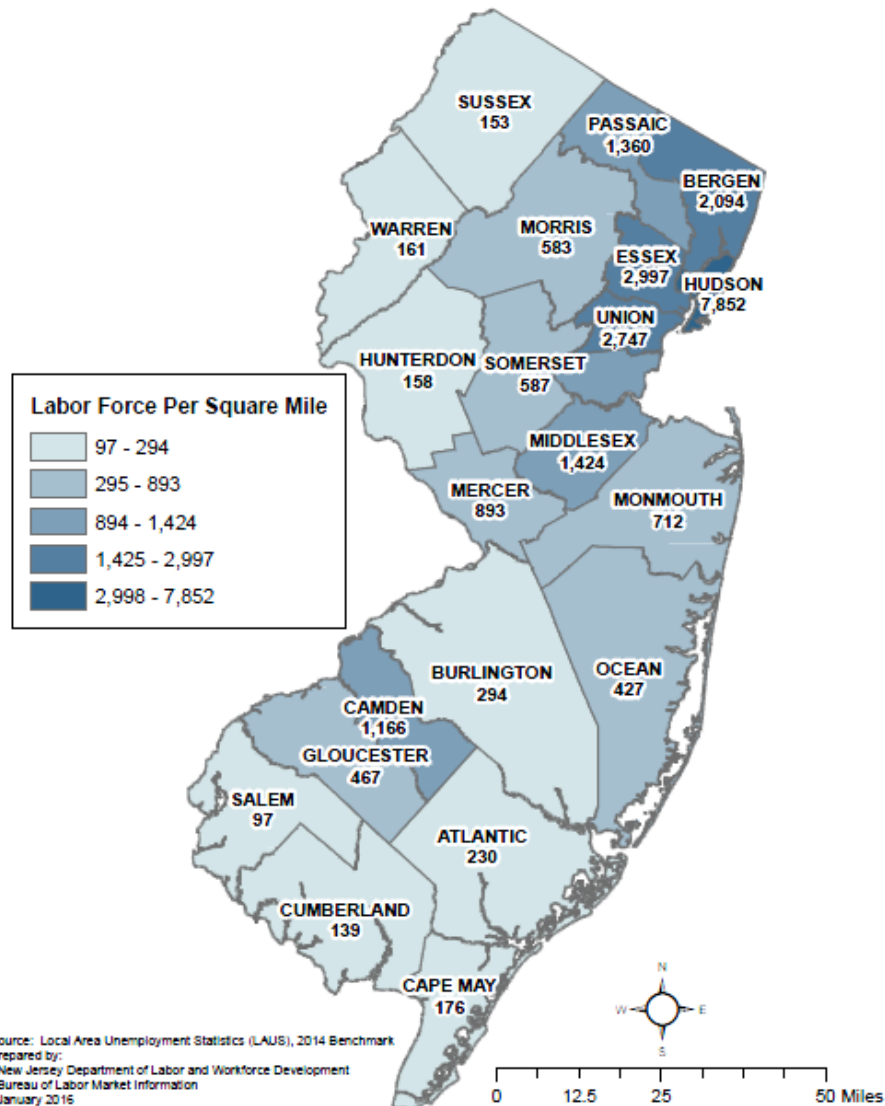 SUSSEX
153
PASSAIC
1,360
BERGEN
2,094
WARREN
161
MORRIS
583
ESSEX
2,997
HUDSON
7,852
UNION
2,747
HUNTERDON
158
SOMERSET
587
Labor Force Per Square Mile
97 - 294
295 - 893
894 - 1,424
1,425 - 2,997
2,998 - 7,852
MIDDLESEX
1,424
MERCER
893
MONMOUTH
712
BURLINGTON
294
OCEAN
427
CAMDEN
1,166
GLOUCESTER
467
SALEM
97
ATLANTIC
230
CUMBERLAND
139
CAPE MAY
176
N
W
E
S
ource: Local Area Unemployment Statistics (LAUS), 2014 Benchmark
repared by:
New Jersey Department of Labor and Workforce Development
Bureau of Labor Market Information
January 2016
0 12.5 25 50 Miles